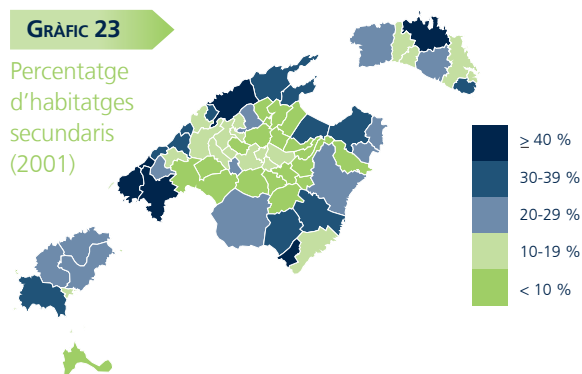 GRÀFIC 23
Percentatge
d'habitatges
secundaris
(2001)
≥ 40 %
30-39 %
20-29 %
10-19 %
< 10 %